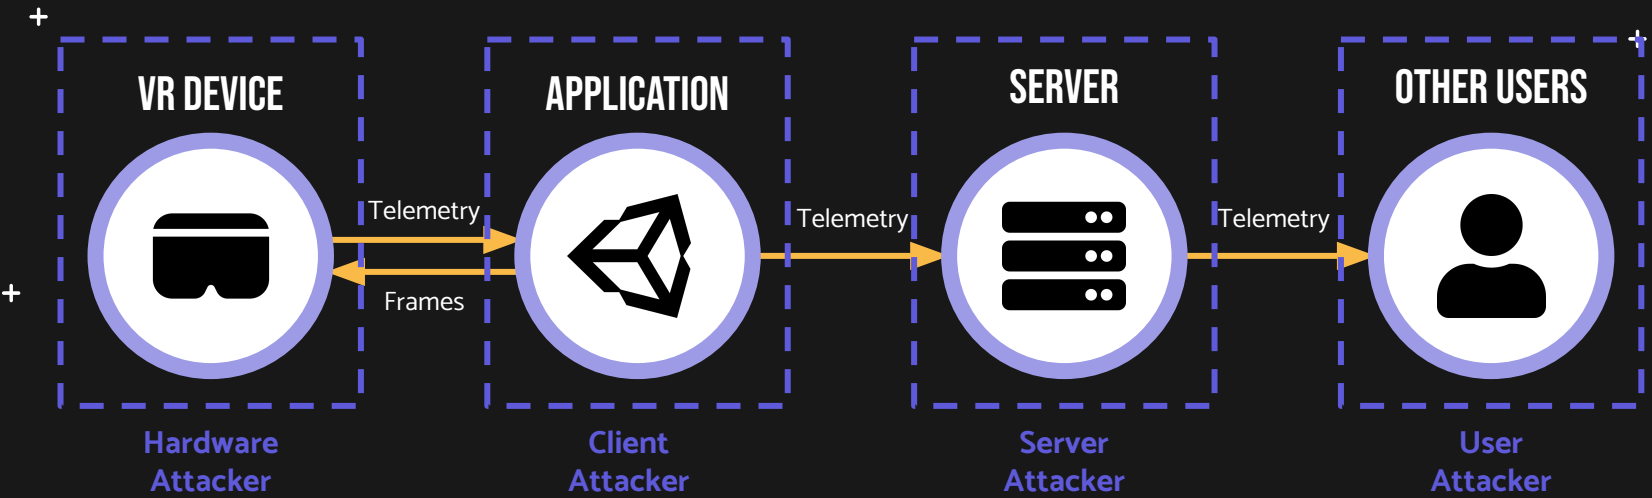 VR DEVICE
APPLICATION
SERVER
OTHER USERS
Telemetry
Frames
Telemetry
Telemetry
Hardware
Attacker
Client
Attacker
Server
Attacker
User
Attacker